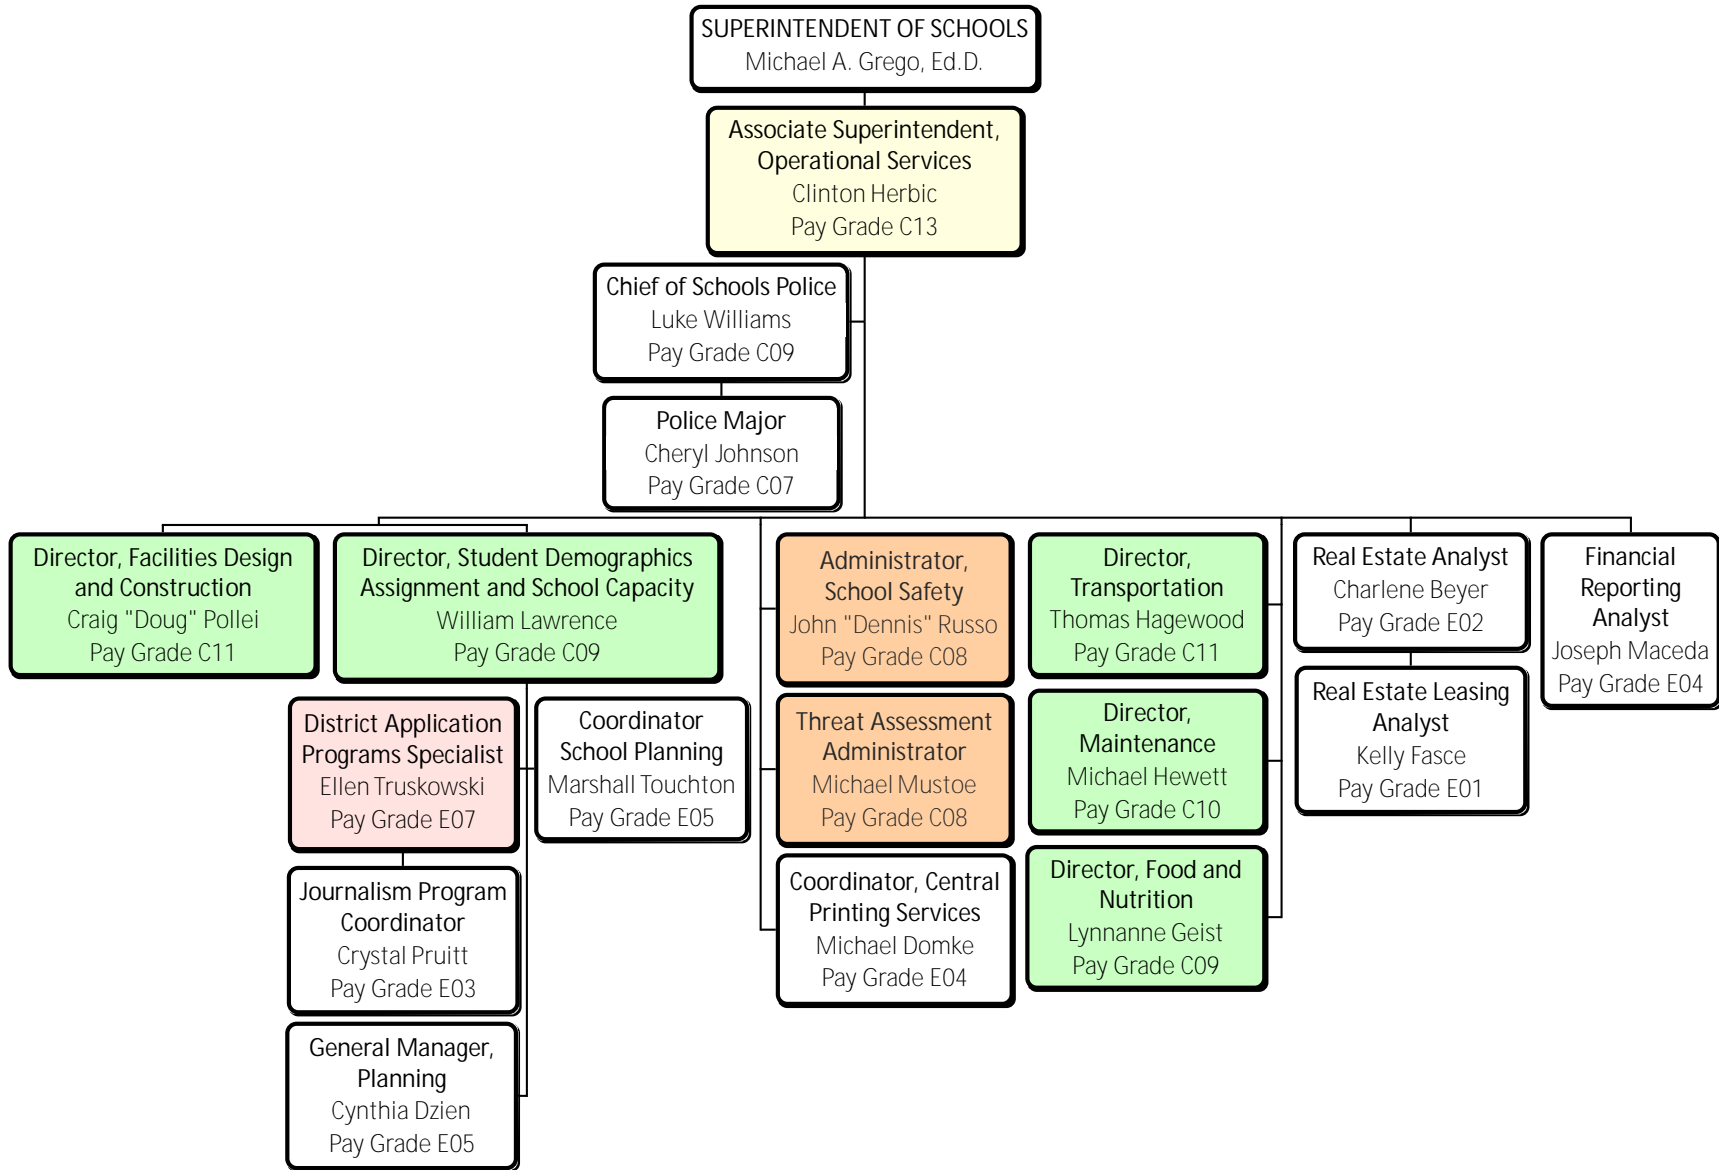 SUPERINTENDENT OF SCHOOLS
Michael A. Grego, Ed.D.
Associate Superintendent,
Operational Services
Clinton Herbic
Pay Grade C13
Chief of Schools Police
Luke Williams
Pay Grade C09
Police Major
Cheryl Johnson
Pay Grade C07
Director, Facilities Design
and Construction
Craig "Doug" Pollei
Pay Grade C11
Director, Student Demographics
Assignment and School Capacity
William Lawrence
Pay Grade C09
District Application
Programs Specialist
Ellen Truskowski
Pay Grade E07
Coordinator
School Planning
Marshall Touchton
Pay Grade E05
Journalism Program
Coordinator
Crystal Pruitt
Pay Grade E03
General Manager,
Planning
Cynthia Dzien
Pay Grade E05
Administrator,
School Safety
John "Dennis" Russo
Pay Grade C08
Threat Assessment
Administrator
Michael Mustoe
Pay Grade C08
Coordinator, Central
Printing Services
Michael Domke
Pay Grade E04
Director,
Transportation
Thomas Hagewood
Pay Grade C11
Director,
Maintenance
Michael Hewett
Pay Grade C10
Director, Food and
Nutrition
Lynnanne Geist
Pay Grade C09
Real Estate Analyst
Charlene Beyer
Pay Grade E02
Real Estate Leasing
Analyst
Kelly Fasce
Pay Grade E01
Financial
Reporting
Analyst
Joseph Maceda
Pay Grade E04